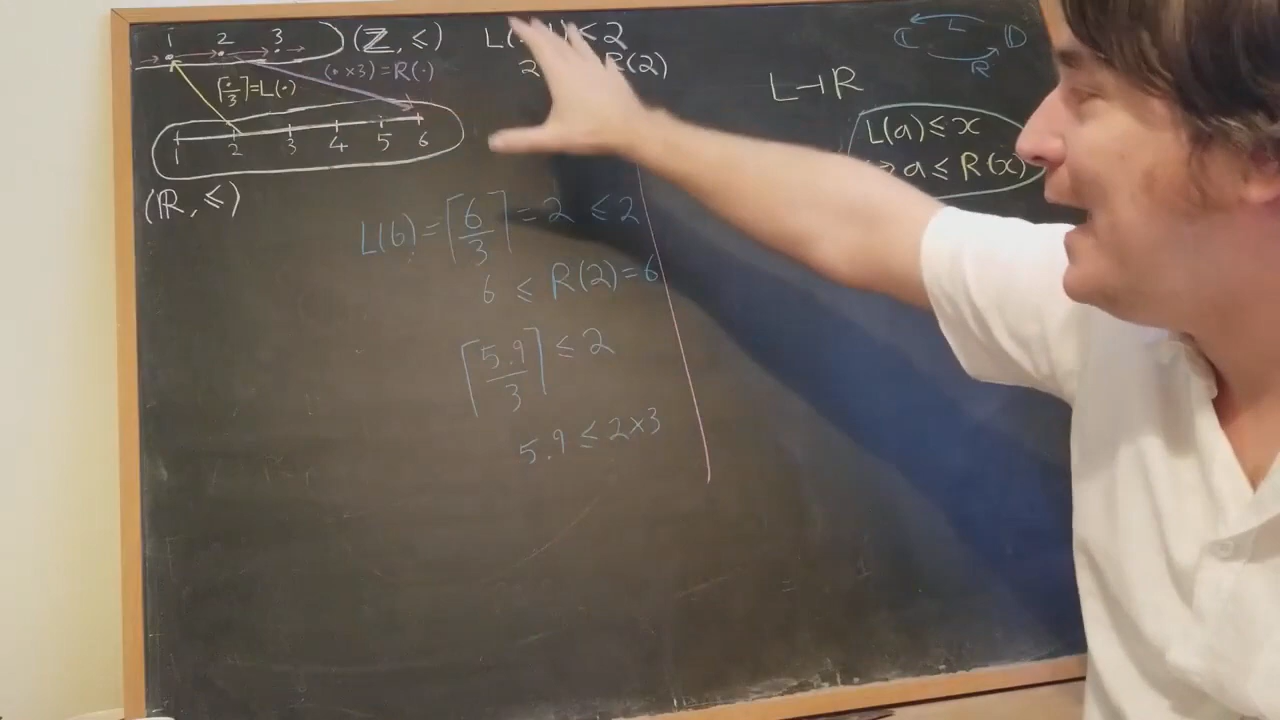 1 2 3
(ℤ, ≤)
(• ×3) = R(•)
⌈•/3⌉ = L(•)
1 2 3 4 5 6
(ℝ, ≤)
≤ 2
2 R(2)
L(6) = ⌈6/3⌉ = 2 ≤ 2
6 ≤ R(2) = 6
⌈5.9/3⌉ ≤ 2
5.9 ≤ 2×3
L
R
L ⊣ R
L(a) ≤ x
a ≤ R(x)